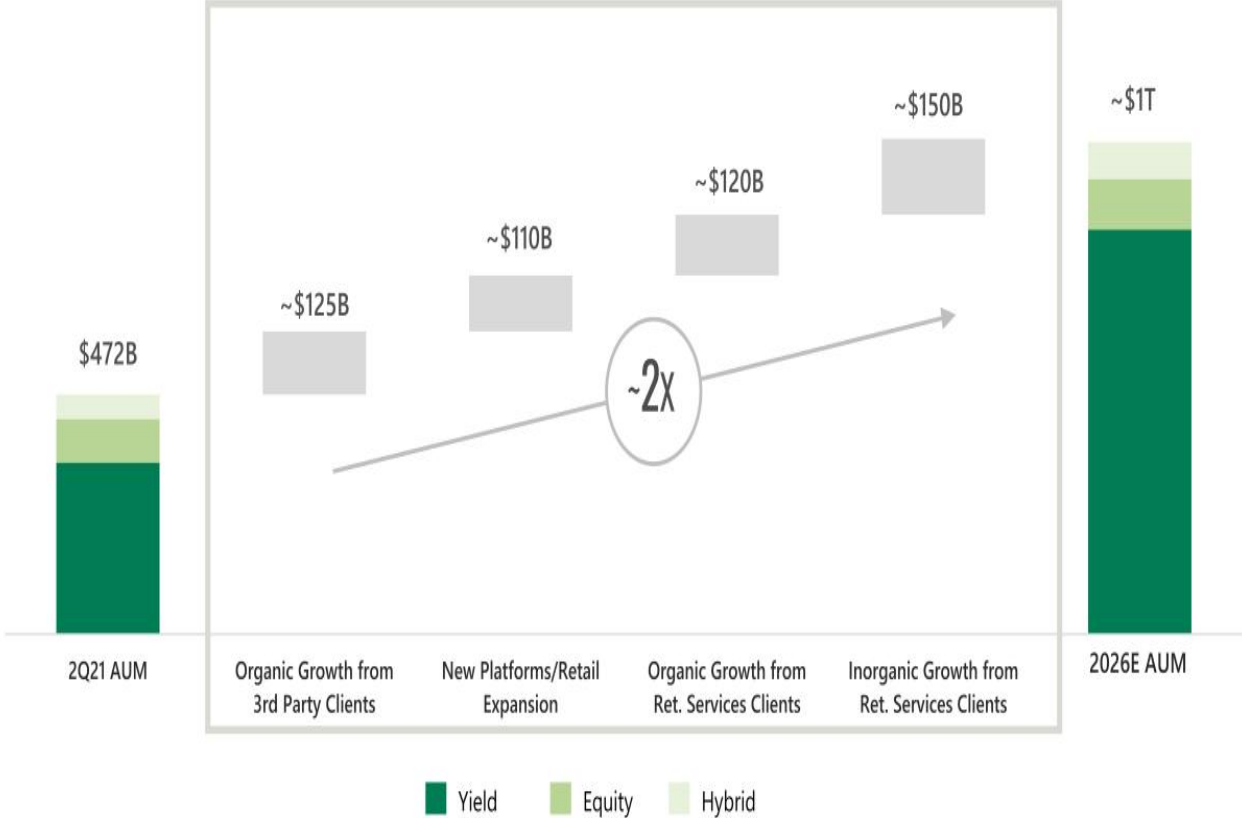 ~$150B
~$1T
~$120B
~$110B
~$125B
$472B
~2x
2Q21 AUM
Organic Growth from
3rd Party Clients
New Platforms/Retail
Expansion
Organic Growth from
Ret. Services Clients
Inorganic Growth from
Ret. Services Clients
2026E AUM
Yield
Equity
Hybrid